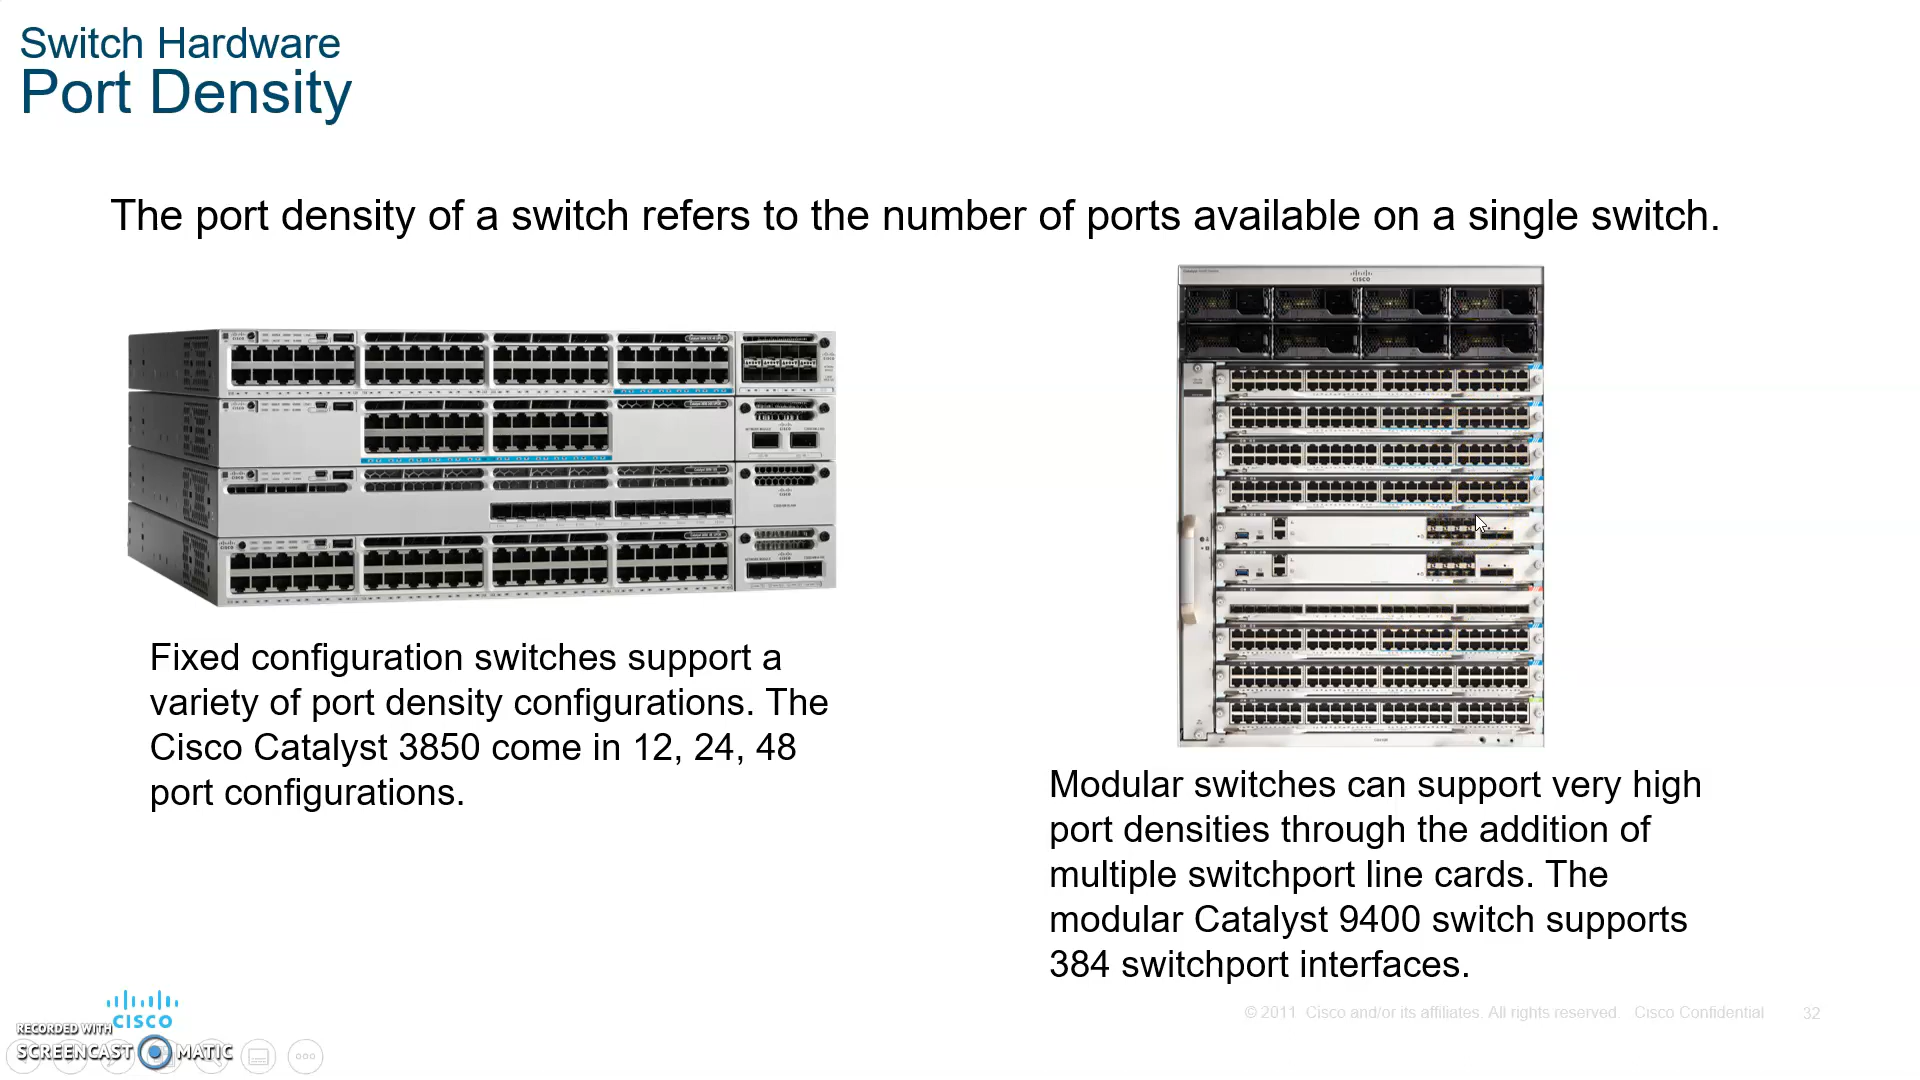 Switch Hardware
Port Density
The port density of a switch refers to the number of ports available on a single switch.
CISCO
Fixed configuration switches support a
variety of port density configurations. The
Cisco Catalyst 3850 come in 12, 24, 48
port configurations.
Modular switches can support very high
port densities through the addition of
multiple switchport line cards. The
modular Catalyst 9400 switch supports
384 switchport interfaces.
CISCO
© 2011 Cisco and/or its affiliates. All rights reserved. Cisco Confidential 32
RECORDED WITH
SCREENCAST MATIC